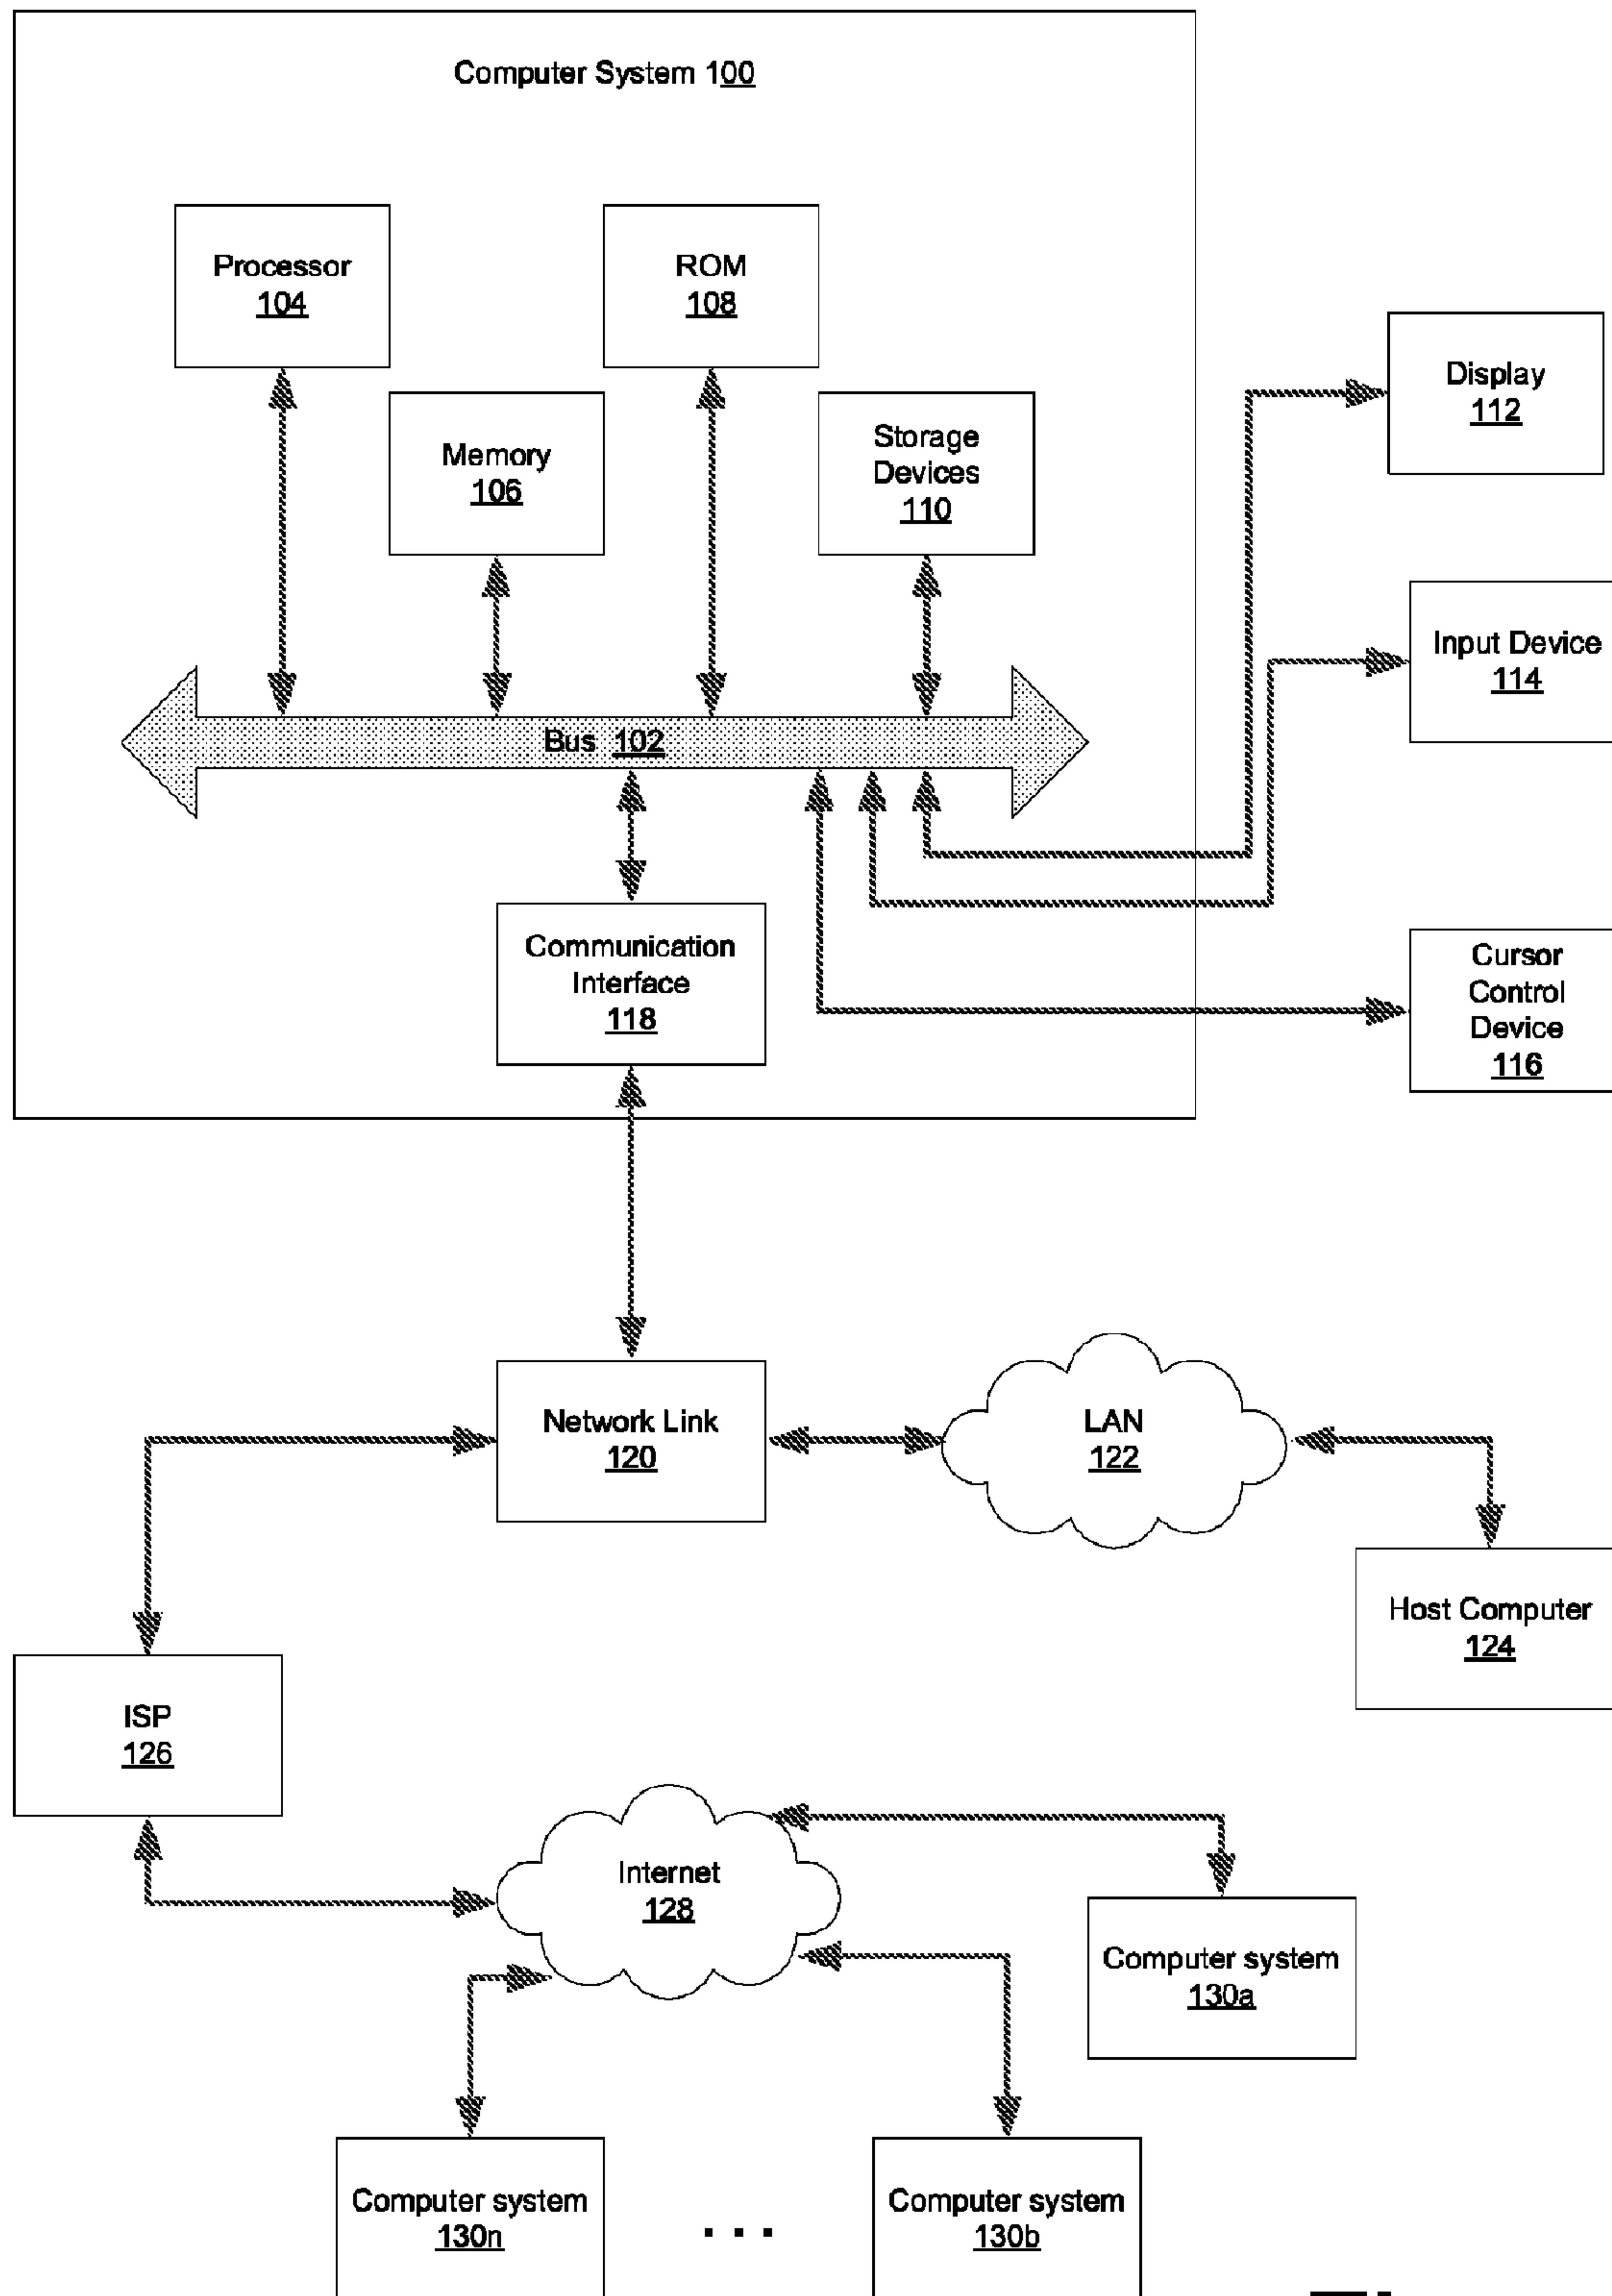 Computer System 100
Processor
104
ROM
108
Display
112
Memory
106
Storage
Devices
110
Input Device
114
Bus 102
Communication
Interface
118
Cursor
Control
Device
116
Network Link
120
LAN
122
Host Computer
124
ISP
126
Internet
128
Computer system
130a
Computer system
130n
. . .
Computer system
130b